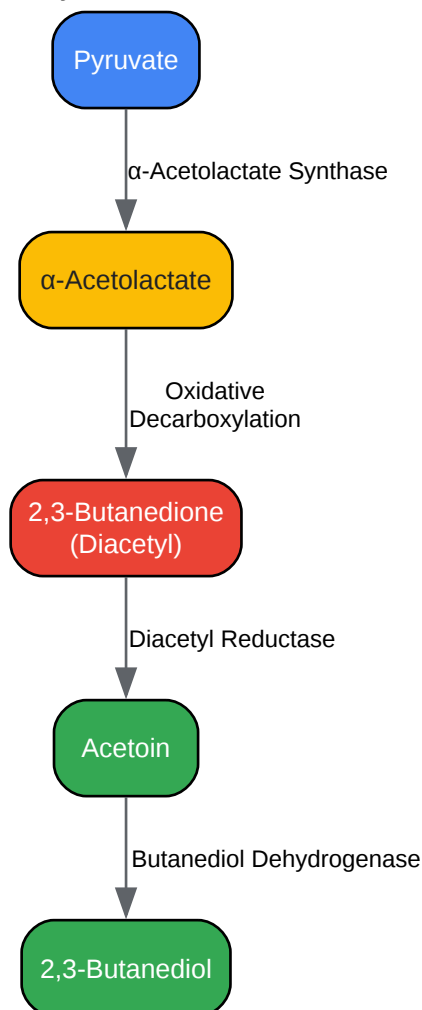 Pyruvate
α-Acetolactate Synthase
α-Acetolactate
Oxidative
Decarboxylation
2,3-Butanedione
(Diacetyl)
Diacetyl Reductase
Acetoin
Butanediol Dehydrogenase
2,3-Butanediol